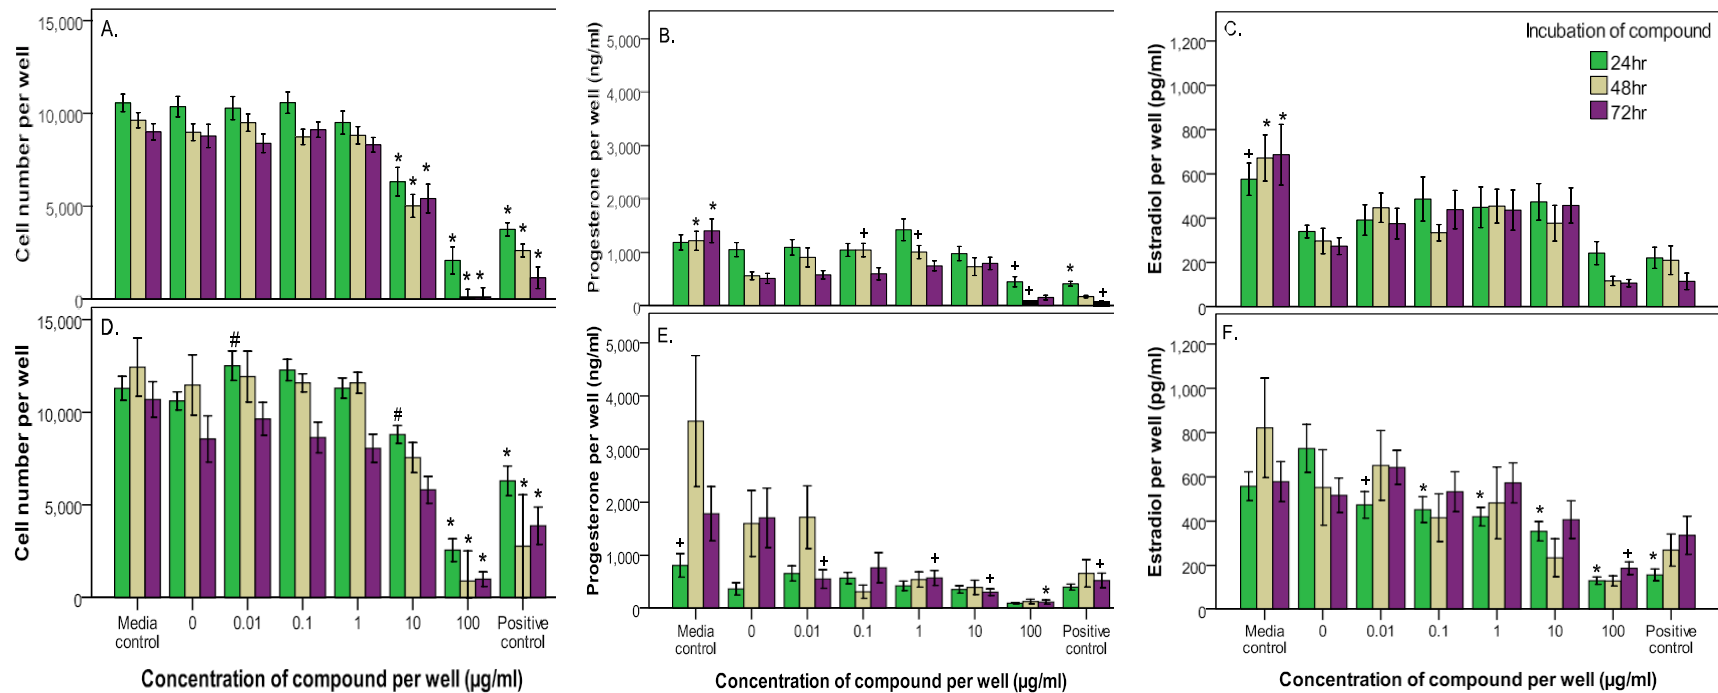 A.
Cell number per well
15,000
10,000
5,000
0
* * *
* * *
* * *
B.
Progesterone per well (ng/ml)
5,000
4,000
3,000
2,000
1,000
0
* *
+
+
+ +
* +
C.
Estradiol per well (pg/ml)
1,200
1,000
800
600
400
200
0
+ * *
Incubation of compound
24hr
48hr
72hr
D.
Cell number per well
15,000
10,000
5,000
0
#
#
* * *
* * *
Media control
0
0.01
0.1
1
10
100
Positive control
Concentration of compound per well (µg/ml)
E.
Progesterone per well (ng/ml)
5,000
4,000
3,000
2,000
1,000
0
+
+
+
+
*
+
Media control
0
0.01
0.1
1
10
100
Positive control
Concentration of compound per well (µg/ml)
F.
Estradiol per well (pg/ml)
1,200
1,000
800
600
400
200
0
+
*
*
*
* +
*
Media control
0
0.01
0.1
1
10
100
Positive control
Concentration of compound per well (µg/ml)